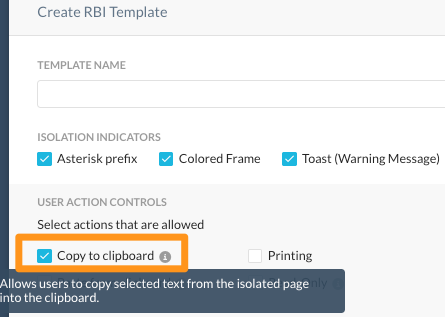 Create RBI Template
TEMPLATE NAME
ISOLATION INDICATORS
Asterisk prefix Colored Frame Toast (Warning Message)
USER ACTION CONTROLS
Select actions that are allowed
Copy to clipboard Printing
Allows users to copy selected text from the isolated page
into the clipboard.